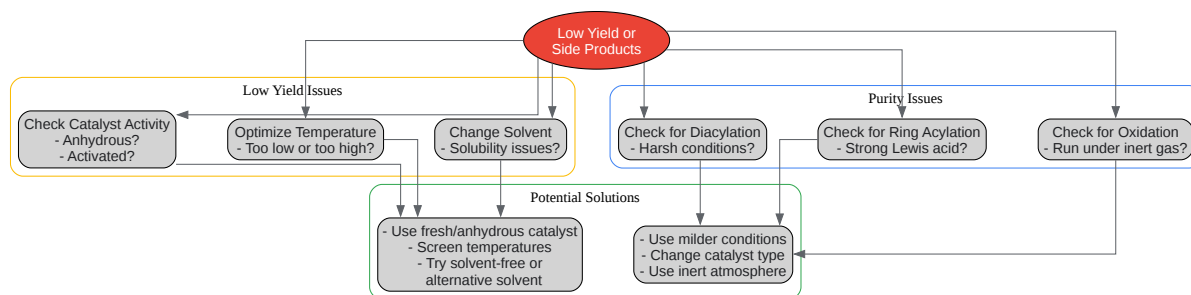 Low Yield or
Side Products
Low Yield Issues
Purity Issues
Check Catalyst Activity
- Anhydrous?
- Activated?
Optimize Temperature
- Too low or too high?
Change Solvent
- Solubility issues?
Check for Diacylation
- Harsh conditions?
Check for Ring Acylation
- Strong Lewis acid?
Check for Oxidation
- Run under inert gas?
Potential Solutions
- Use fresh/anhydrous catalyst
- Screen temperatures
- Try solvent-free or
alternative solvent
- Use milder conditions
- Change catalyst type
- Use inert atmosphere